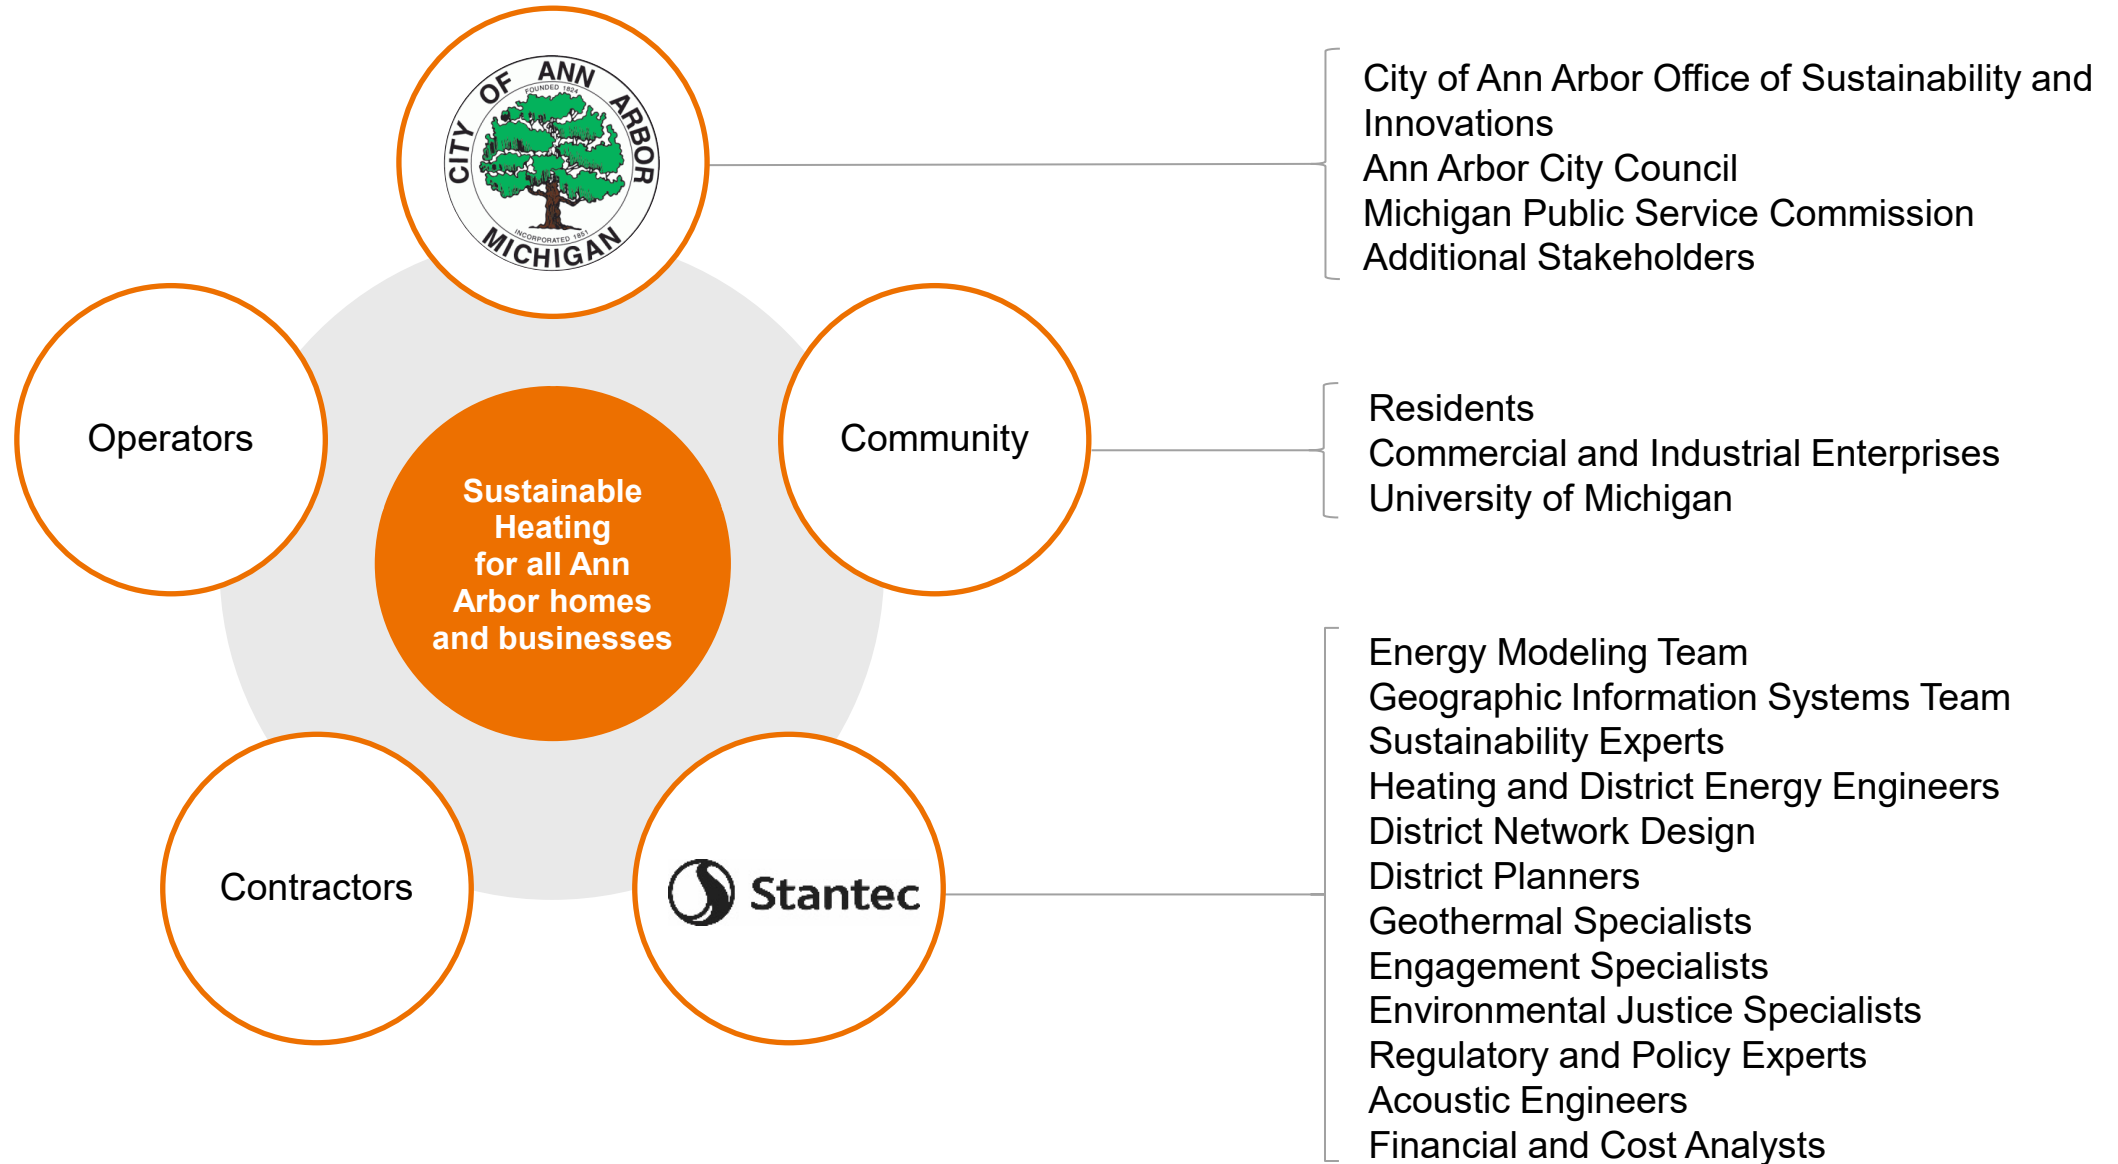 CITY OF ANN ARBOR
FOUNDED 1824
INCORPORATED 1851
MICHIGAN
City of Ann Arbor Office of Sustainability and
Innovations
Ann Arbor City Council
Michigan Public Service Commission
Additional Stakeholders
Operators
Community
Residents
Commercial and Industrial Enterprises
University of Michigan
Sustainable
Heating
for all Ann
Arbor homes
and businesses
Contractors
Stantec
Energy Modeling Team
Geographic Information Systems Team
Sustainability Experts
Heating and District Energy Engineers
District Network Design
District Planners
Geothermal Specialists
Engagement Specialists
Environmental Justice Specialists
Regulatory and Policy Experts
Acoustic Engineers
Financial and Cost Analysts